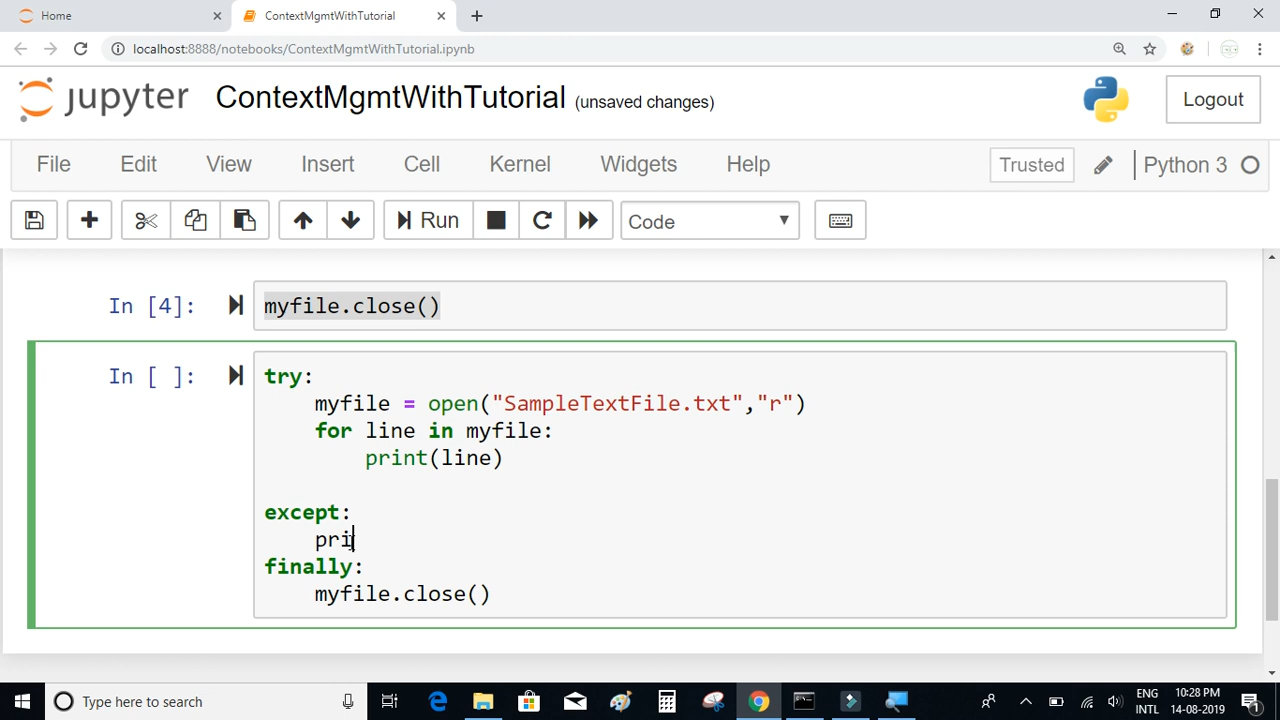 Home
ContextMgmtWithTutorial
localhost:8888/notebooks/ContextMgmtWithTutorial.ipynb
jupyter ContextMgmtWithTutorial (unsaved changes)
Logout
File Edit View Insert Cell Kernel Widgets Help Trusted Python 3
Run Code
In [4]: myfile.close()
In [ ]: try:
myfile = open("SampleTextFile.txt","r")
for line in myfile:
print(line)
except:
pri
finally:
myfile.close()
Type here to search
ENG
INTL
10:28 PM
14-08-2019
1